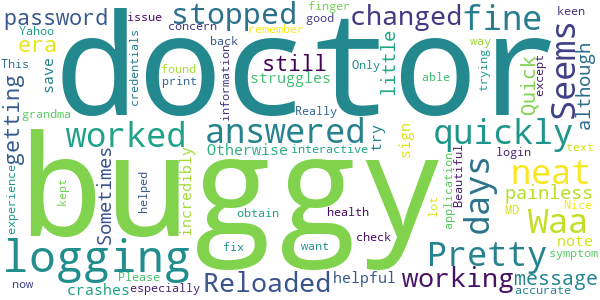 password
issue
concern
good
finger
keen
Yahoo
back
remember
stopped
changed
fine
era
This
save
credentials
doctor
found
print
information
still
struggles
Only
little
able
trying
way
Quick
except
Seems
although
getting
grandma
worked
answered
Really
try
sign
quickly
experience
kept
buggy
Sometimes
helped
incredibly
Otherwise
interactive
obtain
health
fix
want
check
lot
days
login
application
Beautiful
neat
painless
text
MD
Nice
Waa
note
symptom
logging
now
crashes
Please
especially
Reloaded
helpful
working
Pretty
message
accurate